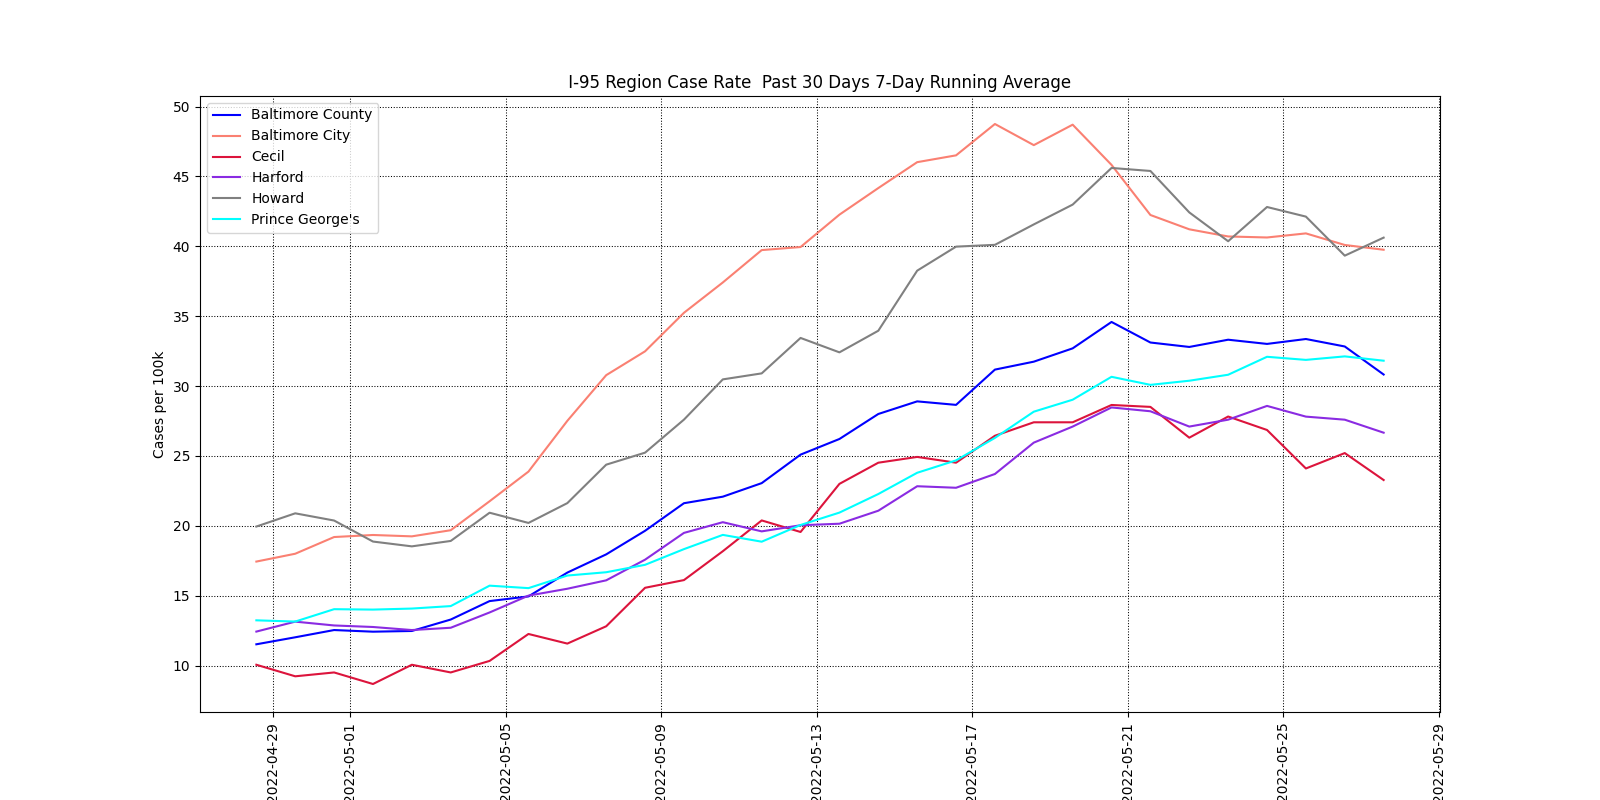 I-95 Region Case Rate  Past 30 Days 7-Day Running Average
Cases per 100k
50
45
40
35
30
25
20
15
10
Baltimore County
Baltimore City
Cecil
Harford
Howard
Prince George's
2022-04-29
2022-05-01
2022-05-05
2022-05-09
2022-05-13
2022-05-17
2022-05-21
2022-05-25
2022-05-29